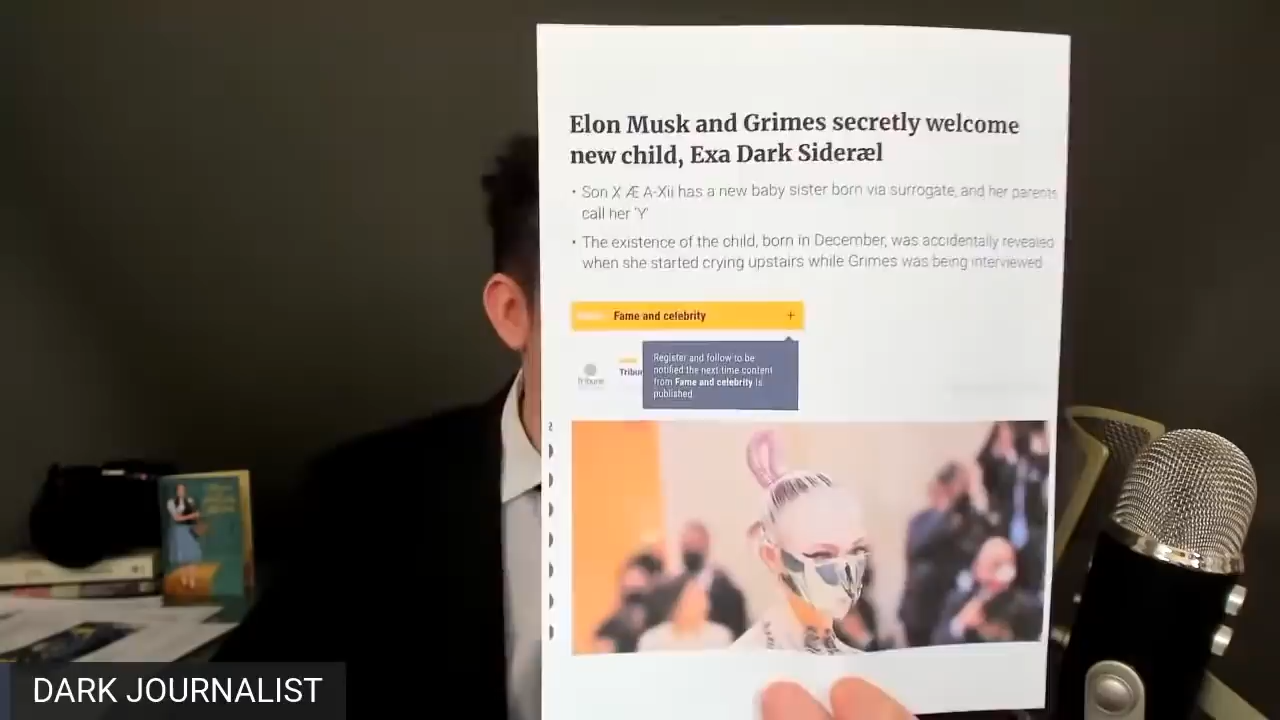 Elon Musk and Grimes secretly welcome
new child, Exa Dark Sideræl
• Son X Æ A-Xii has a new baby sister born via surrogate, and her parents
call her 'Y'
• The existence of the child, born in December, was accidentally revealed
when she started crying upstairs while Grimes was being interviewed
Fame and celebrity +
Register and follow to be
notified the next time content
from Fame and celebrity is
published
tribune
Tribun
DARK JOURNALIST